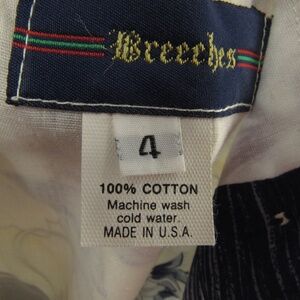 Breeches
4
100% COTTON
Machine wash
cold water.
MADE IN U.S.A.